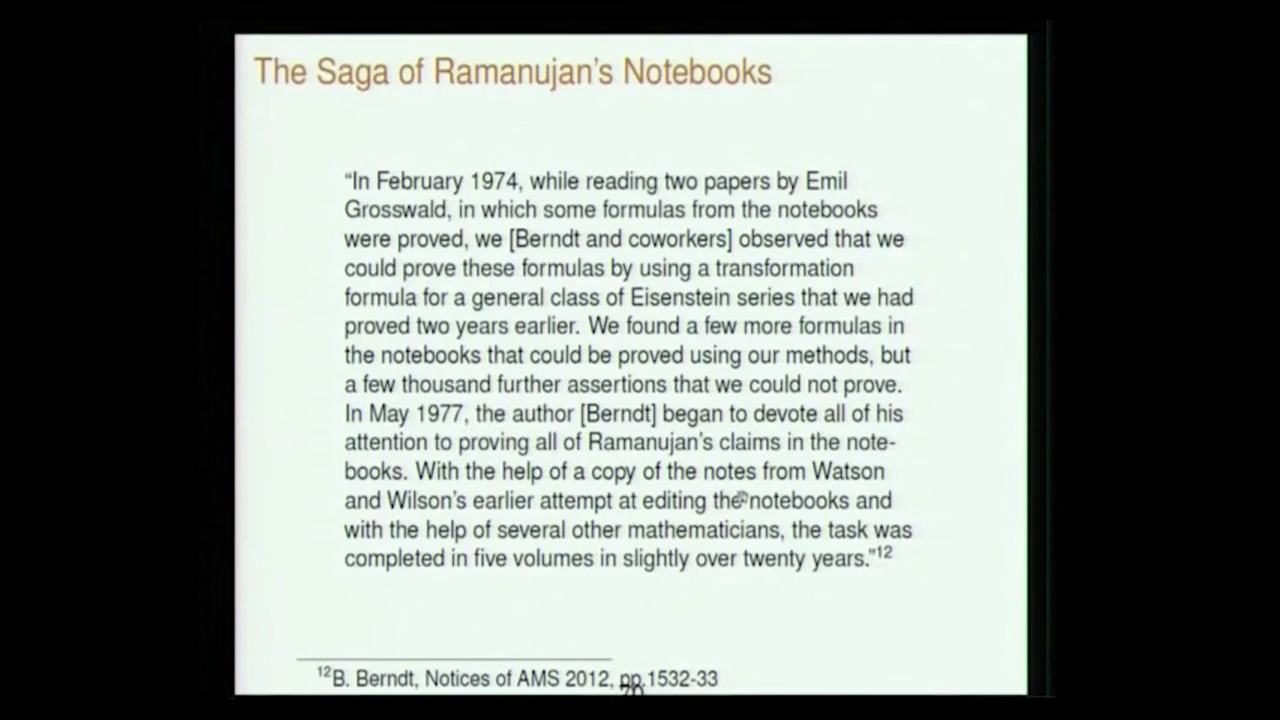 The Saga of Ramanujan's Notebooks
“In February 1974, while reading two papers by Emil
Grosswald, in which some formulas from the notebooks
were proved, we [Berndt and coworkers] observed that we
could prove these formulas by using a transformation
formula for a general class of Eisenstein series that we had
proved two years earlier. We found a few more formulas in
the notebooks that could be proved using our methods, but
a few thousand further assertions that we could not prove.
In May 1977, the author [Berndt] began to devote all of his
attention to proving all of Ramanujan's claims in the note-
books. With the help of a copy of the notes from Watson
and Wilson's earlier attempt at editing the notebooks and
with the help of several other mathematicians, the task was
completed in five volumes in slightly over twenty years.”12
12B. Berndt, Notices of AMS 2012, pp.1532-33